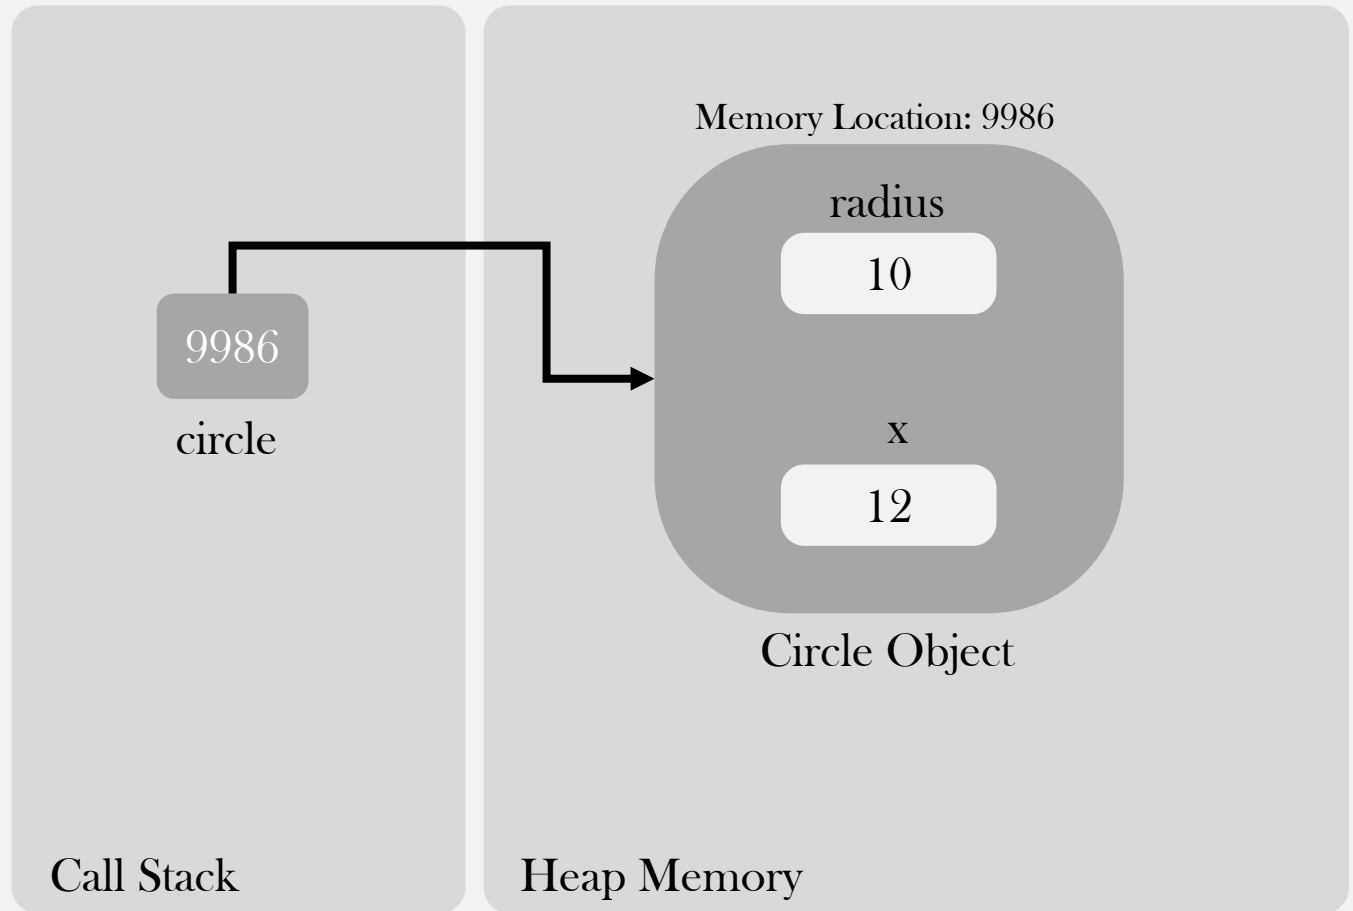 Memory Location: 9986
radius
10
9986
circle
x
12
Circle Object
Call Stack
Heap Memory